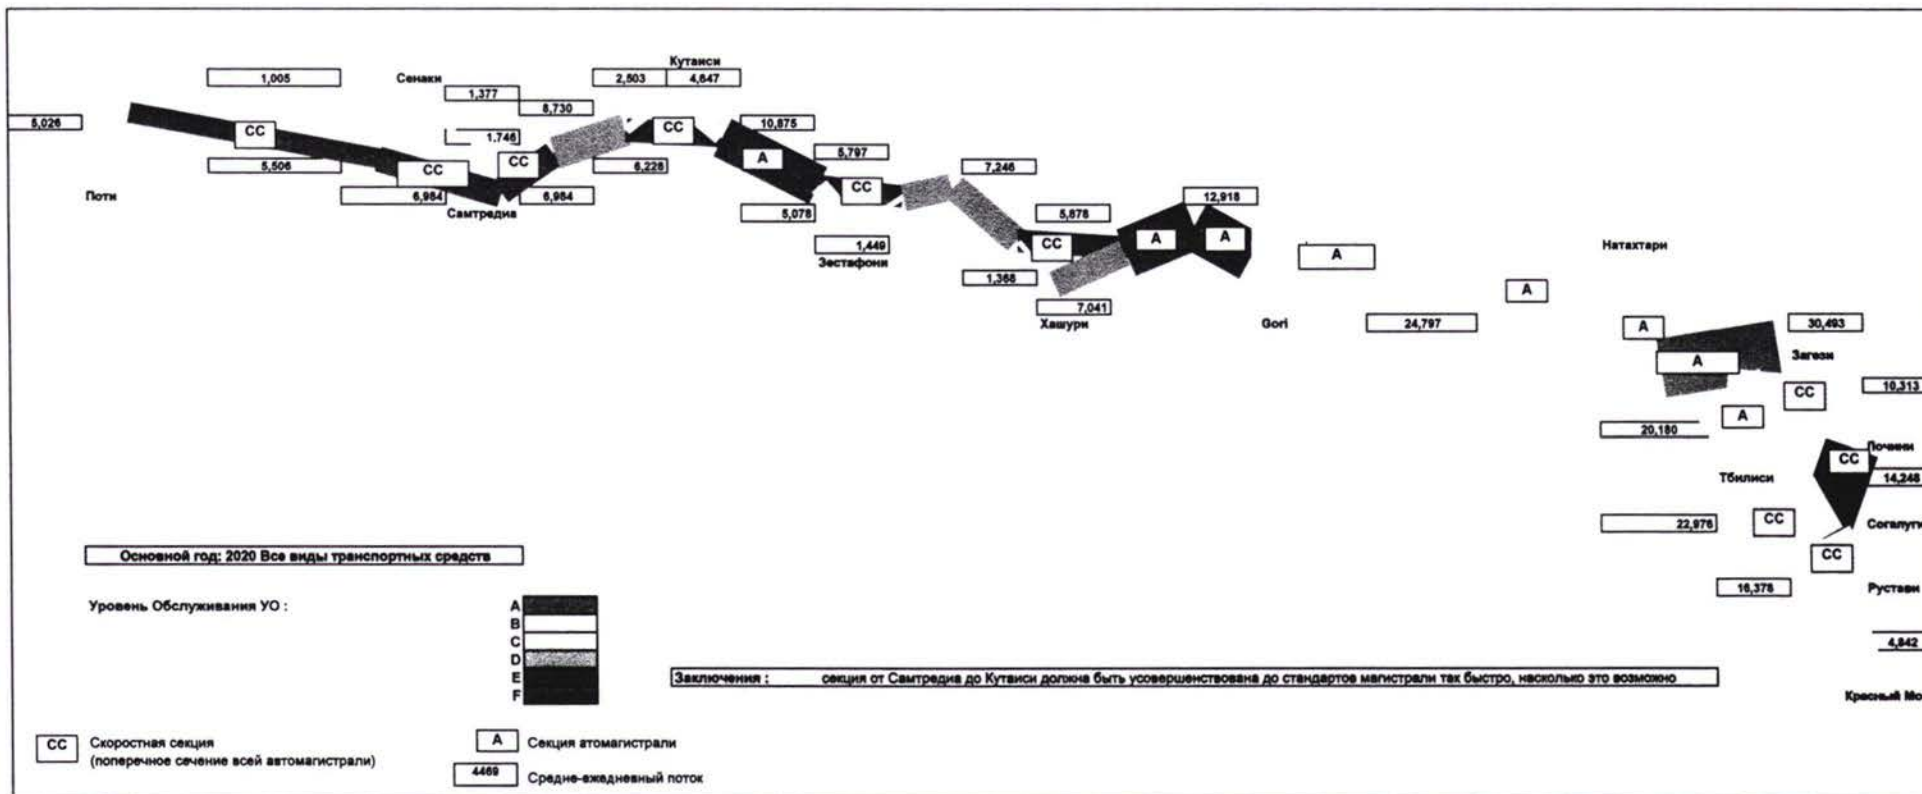 Кутаиси
1,005
Сенаки
2,503
4,647
1,377
8,730
5,026
CC
CC
10,875
1.746
CC
A
5,797
5,506
CC
6,228
7,246
CC
Поти
6,984
6,984
12,918
Самтредиа
5,078
5,878
1,449
CC
A
A
Натахтари
Зестафони
A
1,368
A
7,041
Хашури
Gori
24,797
A
30,493
A
Загези
CC
10,313
A
20,180
CC
Тбилиси
14,248
22,976
CC
CC
16,378
Рустави
4,842
Основной год: 2020 Все виды транспортных средств
Уровень Обслуживания УО :
A
B
C
D
E
F
Заключения : секция от Самтредиа до Кутаиси должна быть усовершенствована до стандартов магистрали так быстро, насколько это возможно
Красный Мо
CC Скоростная секция
(поперечное сечение всей автомагистрали)
A Секция атомагистрали
4469 Средне-ежедневный поток